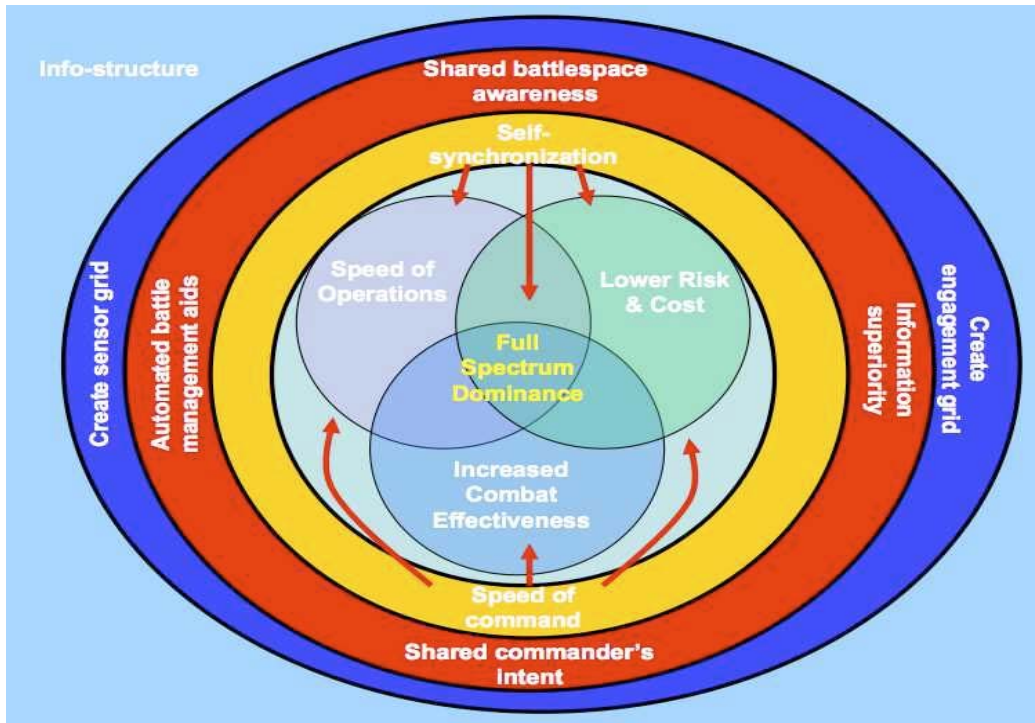 Info-structure
Shared battlespace
awareness
Self-
synchronization
Create sensor grid
Automated battle
management aids
Speed of
Operations
Lower Risk
& Cost
Information
superiority
Create
engagement grid
Full
Spectrum
Dominance
Increased
Combat
Effectiveness
Speed of
command
Shared commander's
intent